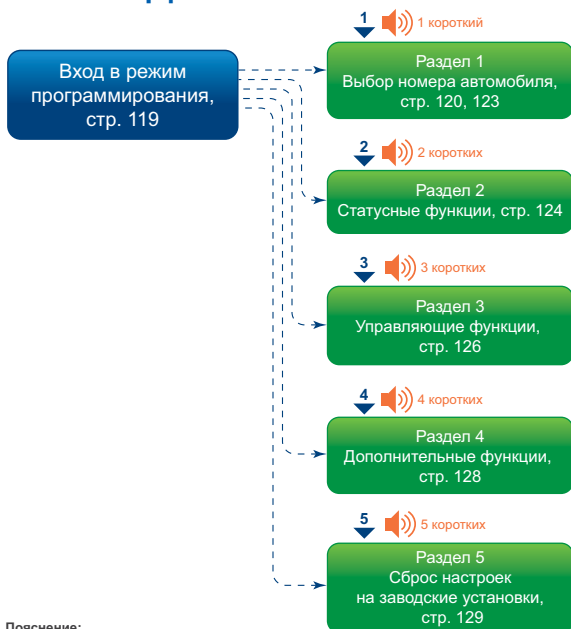 1 1 короткий
Вход в режим
программирования,
стр. 119
Раздел 1
Выбор номера автомобиля,
стр. 120, 123
2 2 коротких
Раздел 2
Статусные функции, стр. 124
3 3 коротких
Раздел 3
Управляющие функции,
стр. 126
4 4 коротких
Раздел 4
Дополнительные функции,
стр. 128
5 5 коротких
Раздел 5
Сброс настроек
на заводские установки,
стр. 129
Пояснение: